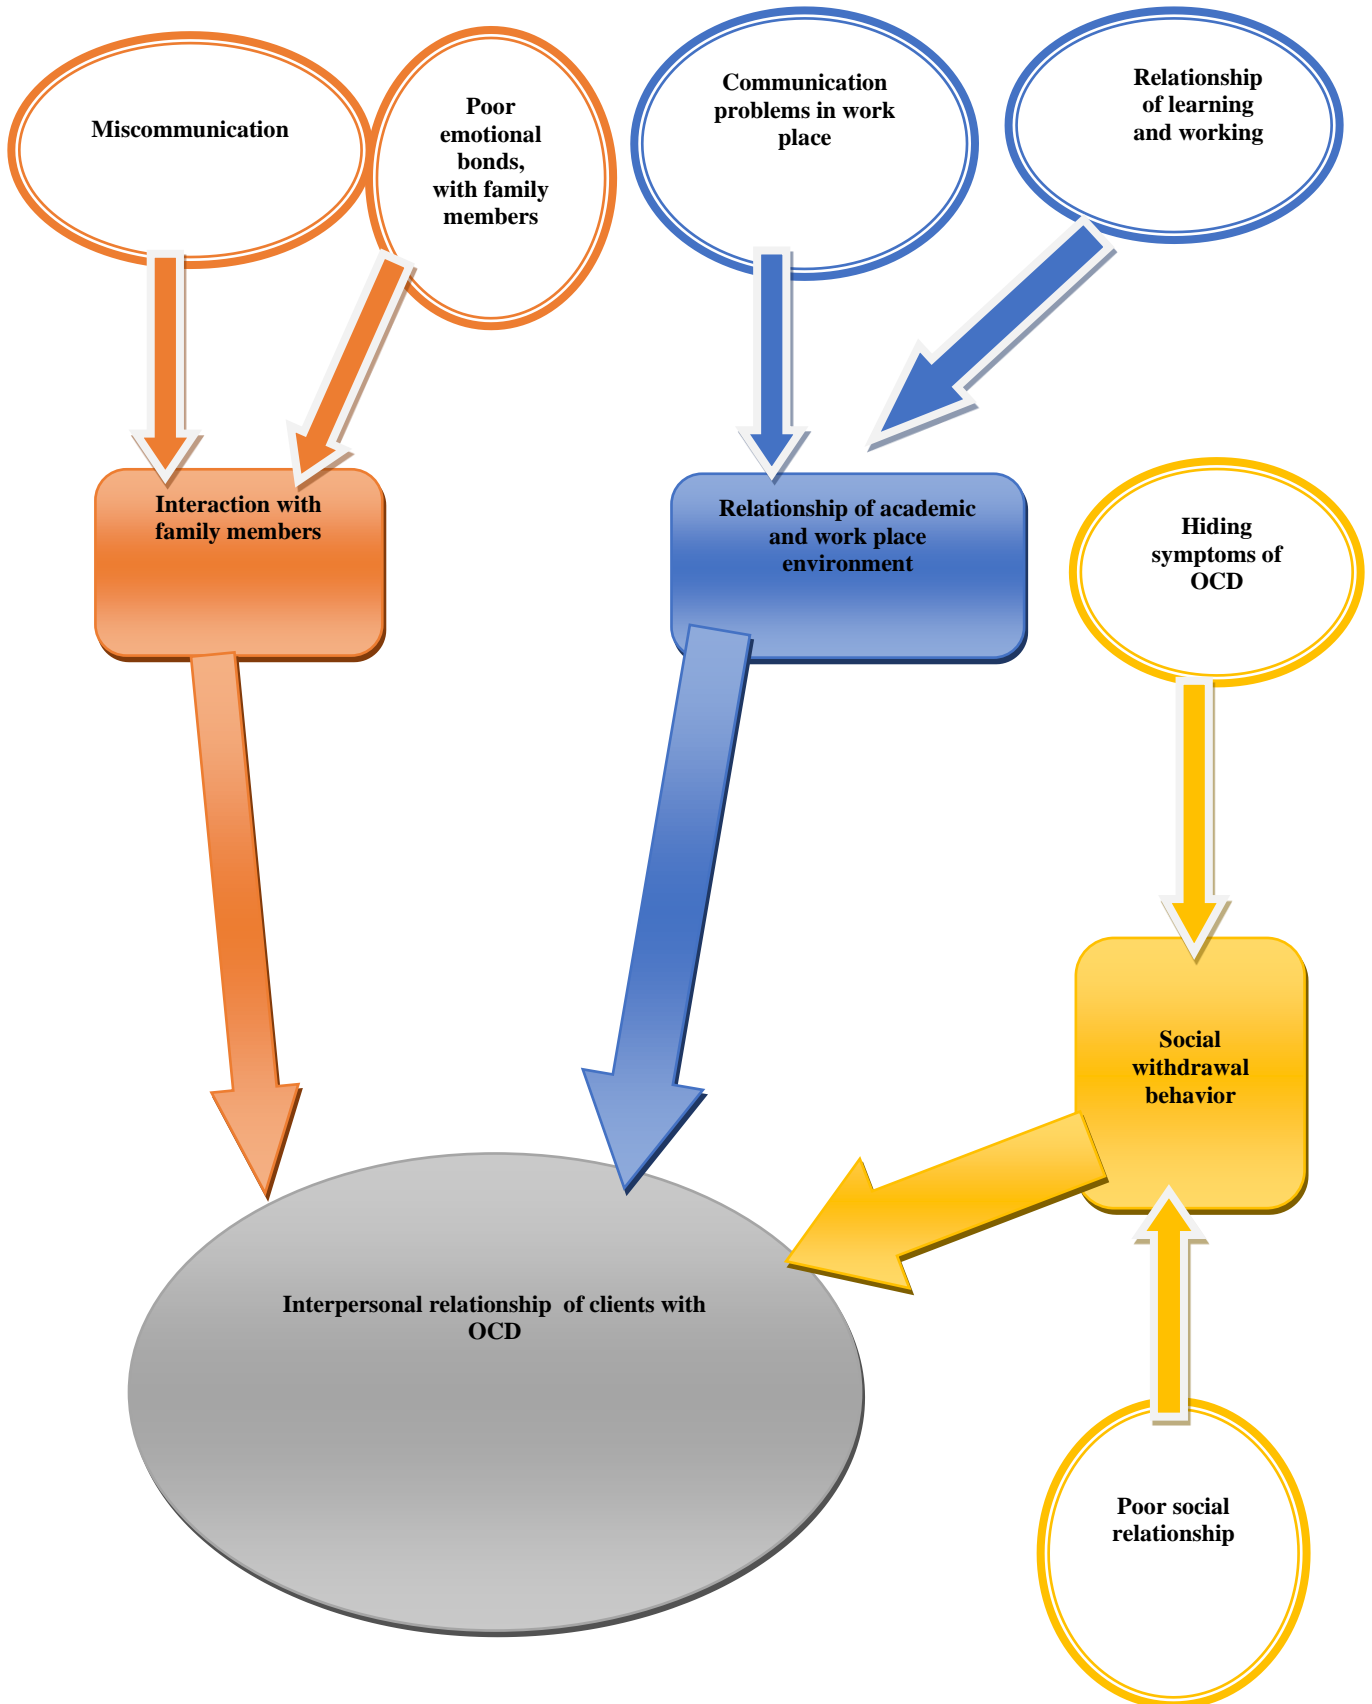 Miscommunication
Poor
emotional
bonds,
with family
members
Communication
problems in work
place
Relationship
of learning
and working
Interaction with
family members
Relationship of academic
and work place
environment
Hiding
symptoms of
OCD
Social
withdrawal
behavior
Interpersonal relationship  of clients with
OCD
Poor social
relationship